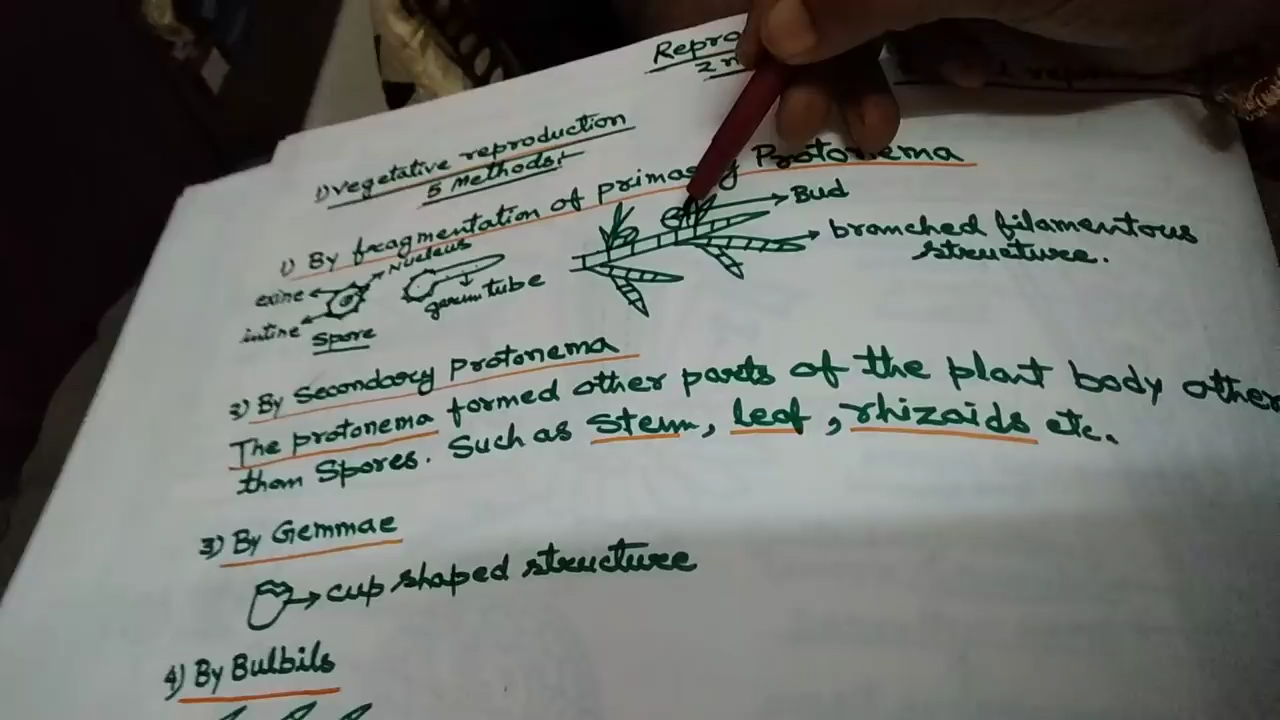 Repro
2 m
1) Vegetative reproduction
5 Methods:-
1) By fragmentation of primary Protonema
Nucleus
exine
intine
Spore
germ tube
Bud
branched filamentous
structure.
2) By Secondary Protonema
The protonema formed other parts of the plant body other
than Spores. Such as Stem, leaf, rhizaids etc.
3) By Gemmae
cup shaped structure
4) By Bulbils